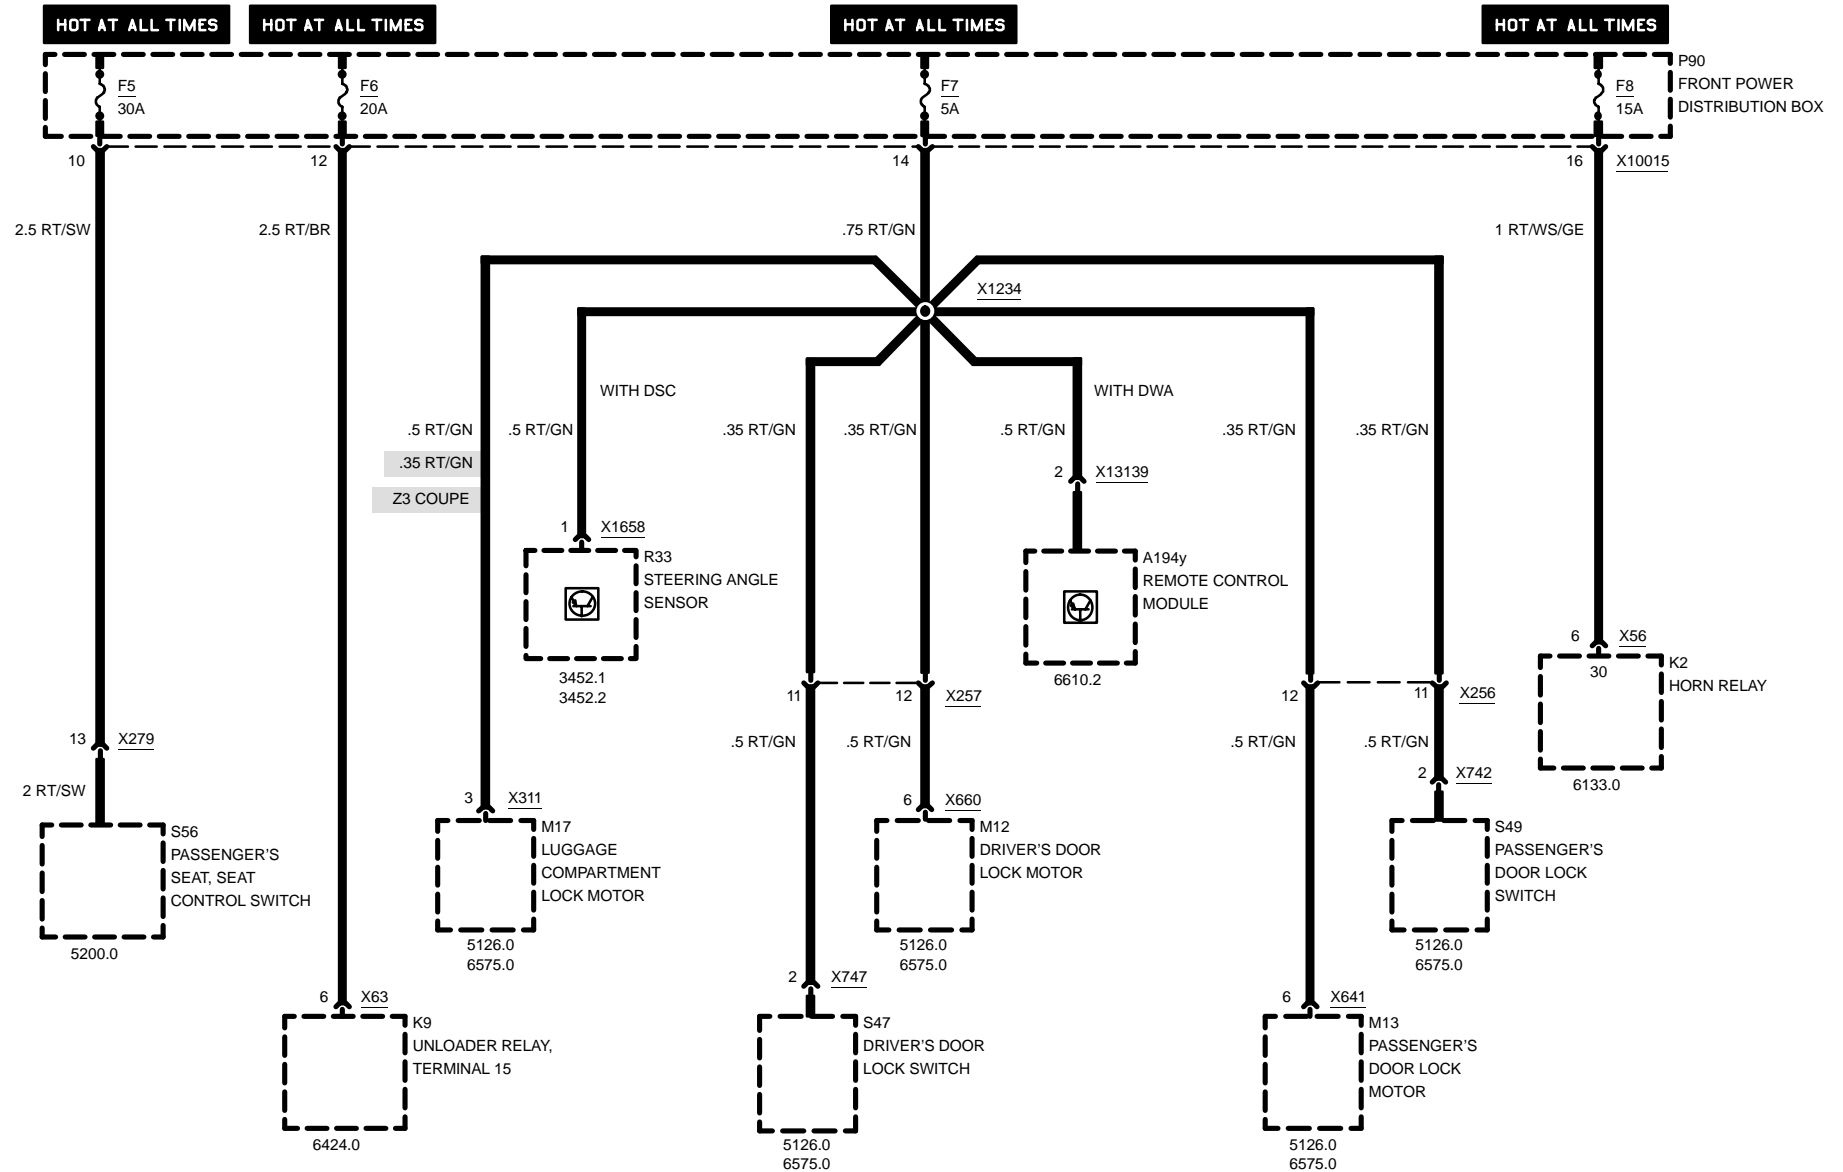 HOT AT ALL TIMES
HOT AT ALL TIMES
HOT AT ALL TIMES
HOT AT ALL TIMES
F5
30A
F6
20A
F7
5A
F8
15A
P90
FRONT POWER
DISTRIBUTION BOX
10
12
14
16
X10015
2.5 RT/SW
2.5 RT/BR
.75 RT/GN
1 RT/WS/GE
X1234
WITH DSC
WITH DWA
.5 RT/GN
.5 RT/GN
.35 RT/GN
.35 RT/GN
.5 RT/GN
.35 RT/GN
.35 RT/GN
.35 RT/GN
Z3 COUPE
2
X13139
1
X1658
R33
STEERING ANGLE
SENSOR
3452.1
3452.2
A194y
REMOTE CONTROL
MODULE
6610.2
6
X56
30
K2
HORN RELAY
6133.0
11
12
X257
12
11
X256
13
X279
.5 RT/GN
.5 RT/GN
.5 RT/GN
.5 RT/GN
2
X742
2 RT/SW
3
X311
6
X660
S56
PASSENGER'S
SEAT, SEAT
CONTROL SWITCH
5200.0
M17
LUGGAGE
COMPARTMENT
LOCK MOTOR
5126.0
6575.0
M12
DRIVER'S DOOR
LOCK MOTOR
5126.0
6575.0
S49
PASSENGER'S
DOOR LOCK
SWITCH
5126.0
6575.0
6
X63
K9
UNLOADER RELAY,
TERMINAL 15
6424.0
2
X747
S47
DRIVER'S DOOR
LOCK SWITCH
5126.0
6575.0
6
X641
M13
PASSENGER'S
DOOR LOCK
MOTOR
5126.0
6575.0